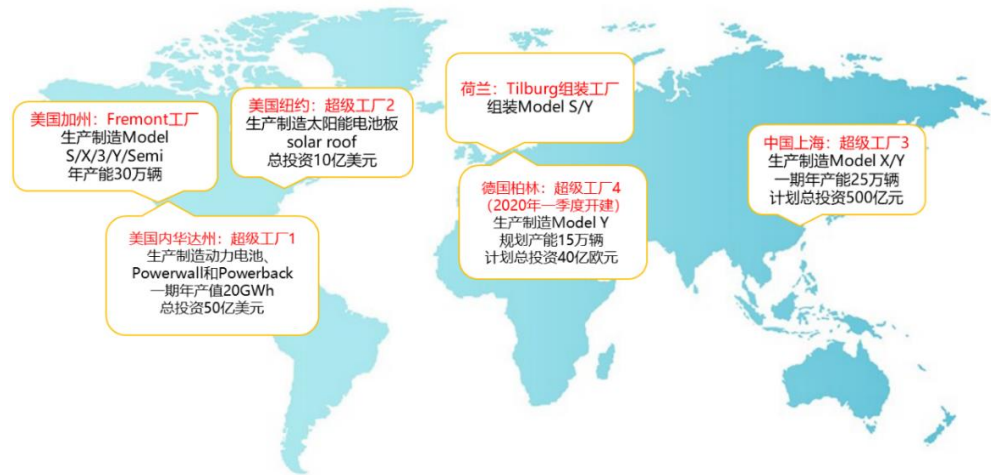 美国加州：Fremont工厂
生产制造Model
S/X/3/Y/Semi
年产能30万辆
美国纽约：超级工厂2
生产制造太阳能电池板
solar roof
总投资10亿美元
荷兰：Tilburg组装工厂
组装Model S/Y
中国上海：超级工厂3
生产制造Model X/Y
一期年产能25万辆
计划总投资500亿元
美国内华达州：超级工厂1
生产制造动力电池、
Powerwall和Powerback
一期年产值20GWh
总投资50亿美元
德国柏林：超级工厂4
（2020年一季度开建）
生产制造Model Y
规划产能15万辆
计划总投资40亿欧元